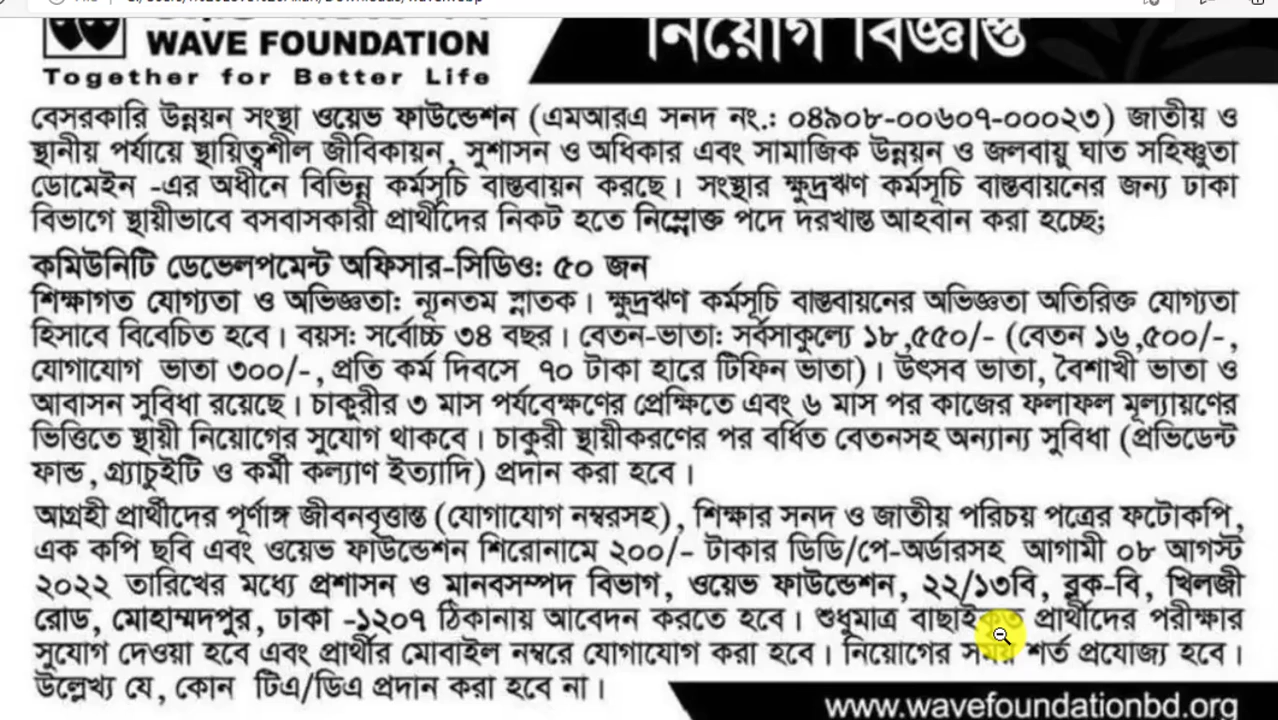 WAVE FOUNDATION
Together for Better Life
নিয়োগ বিজ্ঞপ্তি
বেসরকারি উন্নয়ন সংস্থা ওয়েভ ফাউন্ডেশন (এমআরএ সনদ নং.: ০৪৯০৮-০০৬০৭-০০০২৩) জাতীয় ও
স্থানীয় পর্যায়ে স্থায়িত্বশীল জীবিকায়ন, সুশাসন ও অধিকার এবং সামাজিক উন্নয়ন ও জলবায়ু ঘাত সহিষ্ণুতা
ডোমেইন -এর অধীনে বিভিন্ন কর্মসূচি বাস্তবায়ন করছে। সংস্থার ক্ষুদ্রঋণ কর্মসূচি বাস্তবায়নের জন্য ঢাকা
বিভাগে স্থায়ীভাবে বসবাসকারী প্রার্থীদের নিকট হতে নিম্নোক্ত পদে দরখাস্ত আহবান করা হচ্ছে;
কমিউনিটি ডেভেলপমেন্ট অফিসার-সিডিও: ৫০ জন
শিক্ষাগত যোগ্যতা ও অভিজ্ঞতা: ন্যূনতম স্নাতক। ক্ষুদ্রঋণ কর্মসূচি বাস্তবায়নের অভিজ্ঞতা অতিরিক্ত যোগ্যতা
হিসাবে বিবেচিত হবে। বয়স: সর্বোচ্চ ৩৪ বছর। বেতন-ভাতা: সর্বসাকুল্যে ১৮,৫৫০/- (বেতন ১৬,৫০০/-,
যোগাযোগ ভাতা ৩০০/-, প্রতি কর্ম দিবসে ৭০ টাকা হারে টিফিন ভাতা)। উৎসব ভাতা, বৈশাখী ভাতা ও
আবাসন সুবিধা রয়েছে। চাকুরীর ৩ মাস পর্যবেক্ষণের প্রেক্ষিতে এবং ৬ মাস পর কাজের ফলাফল মূল্যায়ণের
ভিত্তিতে স্থায়ী নিয়োগের সুযোগ থাকবে। চাকুরী স্থায়ীকরণের পর বর্ধিত বেতনসহ অন্যান্য সুবিধা (প্রভিডেন্ট
ফান্ড, গ্র্যাচুইটি ও কর্মী কল্যাণ ইত্যাদি) প্রদান করা হবে।
আগ্রহী প্রার্থীদের পূর্ণাঙ্গ জীবনবৃত্তান্ত (যোগাযোগ নম্বরসহ), শিক্ষার সনদ ও জাতীয় পরিচয় পত্রের ফটোকপি,
এক কপি ছবি এবং ওয়েভ ফাউন্ডেশন শিরোনামে ২০০/- টাকার ডিডি/পে-অর্ডারসহ আগামী ০৮ আগস্ট
২০২২ তারিখের মধ্যে প্রশাসন ও মানবসম্পদ বিভাগ, ওয়েভ ফাউন্ডেশন, ২২/১৩বি, ব্লক-বি, খিলজী
রোড, মোহাম্মদপুর, ঢাকা -১২০৭ ঠিকানায় আবেদন করতে হবে। শুধুমাত্র বাছাইকৃত প্রার্থীদের পরীক্ষার
সুযোগ দেওয়া হবে এবং প্রার্থীর মোবাইল নম্বরে যোগাযোগ করা হবে। নিয়োগের সময় শর্ত প্রযোজ্য হবে।
উল্লেখ্য যে, কোন টিএ/ডিএ প্রদান করা হবে না।
www.wavefoundationbd.org